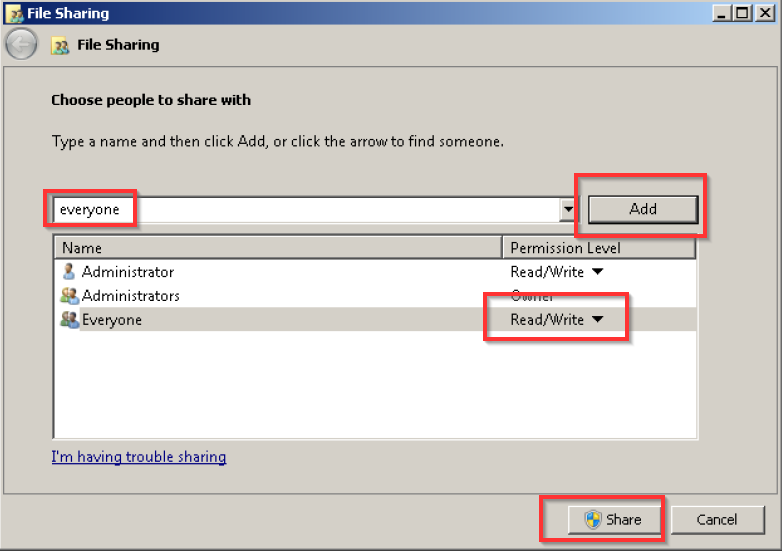 File Sharing
File Sharing
Choose people to share with
Type a name and then click Add, or click the arrow to find someone.
everyone Add
Name Permission Level
Administrator Read/Write
Administrators Owner
Everyone Read/Write
I'm having trouble sharing
Share Cancel